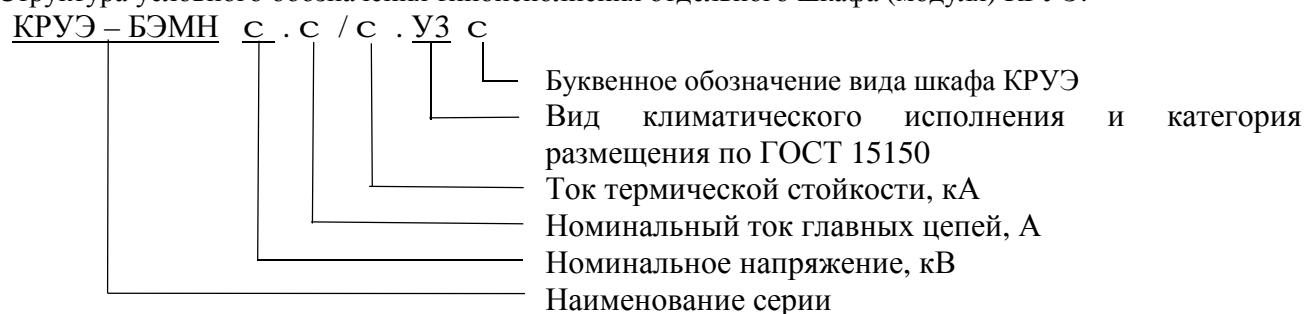 Структура условного обозначения типоисполнения отдельного шкафа (модуля) КРУЭ:
КРУЭ – БЭМН с . с / с . У3 с
Буквенное обозначение вида шкафа КРУЭ
Вид климатического исполнения и категория
размещения по ГОСТ 15150
Ток термической стойкости, кА
Номинальный ток главных цепей, А
Номинальное напряжение, кВ
Наименование серии